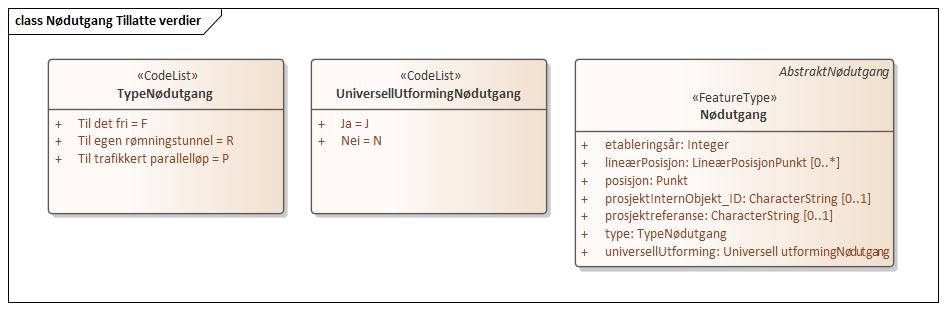 class Nødutgang Tillatte verdier
«CodeList»
TypeNødutgang
+ Til det fri = F
+ Til egen rømningstunnel = R
+ Til trafikkert parallelløp = P
«CodeList»
UniversellUtformingNødutgang
+ Ja = J
+ Nei = N
AbstraktNødutgang
«FeatureType»
Nødutgang
+ etableringsår: Integer
+ lineærPosisjon: LineærPosisjonPunkt [0..*]
+ posisjon: Punkt
+ prosjektInternObjekt_ID: CharacterString [0..1]
+ prosjektreferanse: CharacterString [0..1]
+ type: TypeNødutgang
+ universellUtforming: Universell utformingNødutgang